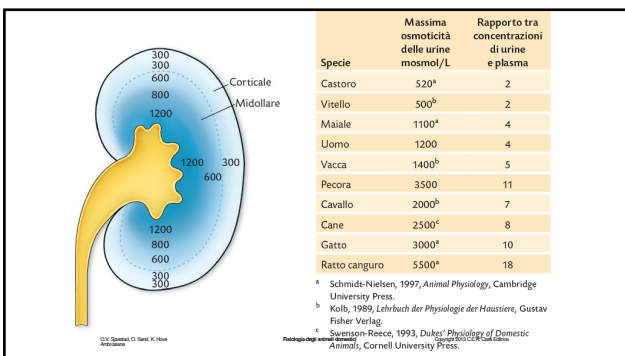 300
300
600
800
1200
Corticale
Midollare
1200 300
600
1200
800
600
300
300
Specie Massima osmoticità delle urine mosmol/L Rapporto tra concentrazioni di urine e plasma
Castoro 520ᵃ 2
Vitello 500ᵇ 2
Maiale 1100ᵃ 4
Uomo 1200 4
Vacca 1400ᵇ 5
Pecora 3500 11
Cavallo 2000ᵇ 7
Cane 2500ᶜ 8
Gatto 3000ᵃ 10
Ratto canguro 5500ᵃ 18
ᵃ Schmidt-Nielsen, 1997, Animal Physiology, Cambridge
University Press.
ᵇ Kolb, 1989, Lehrbuch der Physiologie der Haustiere, Gustav
Fisher Verlag.
ᶜ Swenson-Reece, 1993, Dukes' Physiology of Domestic
Animals, Cornell University Press.
O.V. Sjaastad, O. Sand, K. Hove
Fisiologia degli animali domestici
Copyright 2013 C.E.A. Casa Editrice
Ambrosiana